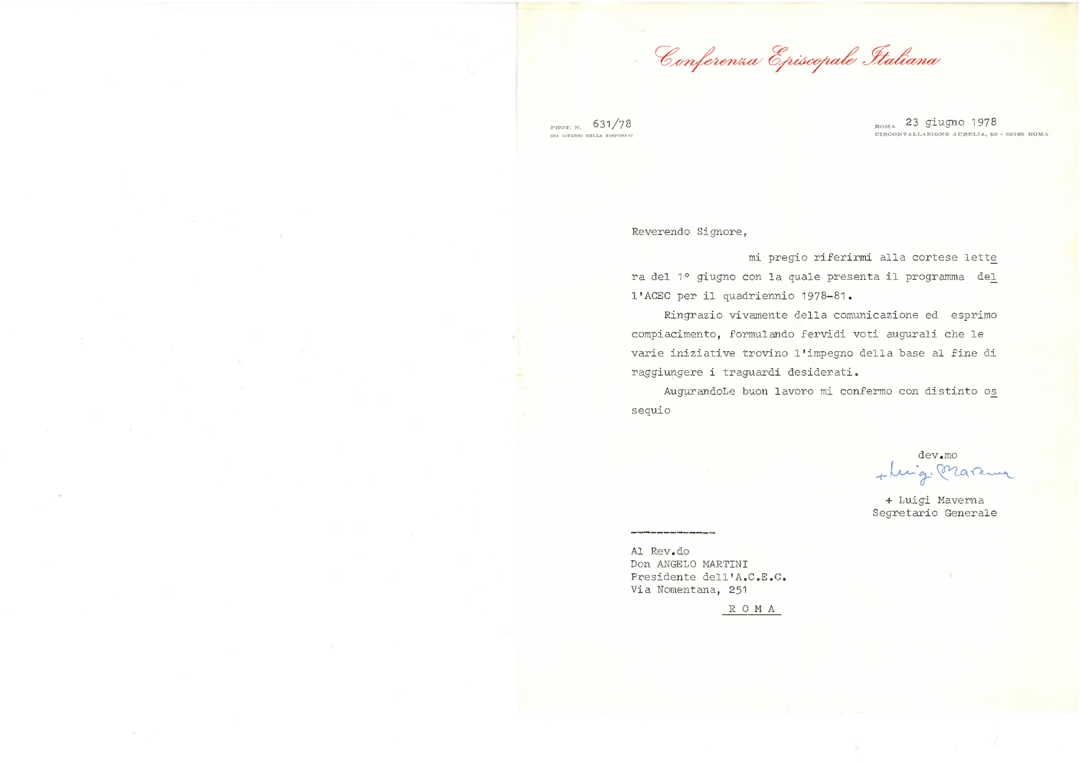 Conferenza Episcopale Italiana
PROT. N. 631/78
(DA CITARSI NELLA RISPOSTA)
ROMA 23 giugno 1978
CIRCONVALLAZIONE AURELIA, 50 - 00165 ROMA
Reverendo Signore,
mi pregio riferirmi alla cortese lette
ra del 1° giugno con la quale presenta il programma del
l'ACEC per il quadriennio 1978-81.
Ringrazio vivamente della comunicazione ed esprimo
compiacimento, formulando fervidi voti augurali che le
varie iniziative trovino l'impegno della base al fine di
raggiungere i traguardi desiderati.
AugurandoLe buon lavoro mi confermo con distinto os
sequio
dev.mo
+ Luigi Maverna
+ Luigi Maverna
Segretario Generale
Al Rev.do
Don ANGELO MARTINI
Presidente dell'A.C.E.C.
Via Nomentana, 251
R O M A